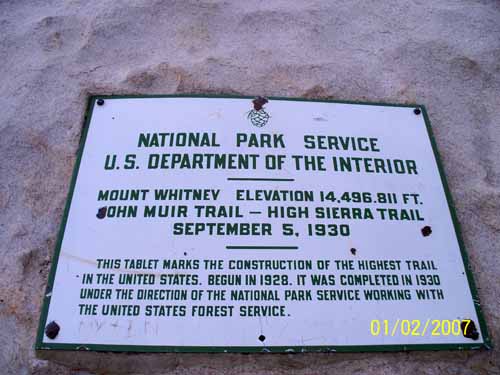 NATIONAL PARK SERVICE
U.S. DEPARTMENT OF THE INTERIOR
MOUNT WHITNEY ELEVATION 14,496.811 FT.
JOHN MUIR TRAIL — HIGH SIERRA TRAIL
SEPTEMBER 5, 1930
THIS TABLET MARKS THE CONSTRUCTION OF THE HIGHEST TRAIL
IN THE UNITED STATES. BEGUN IN 1928. IT WAS COMPLETED IN 1930
UNDER THE DIRECTION OF THE NATIONAL PARK SERVICE WORKING WITH
THE UNITED STATES FOREST SERVICE.
01/02/2007